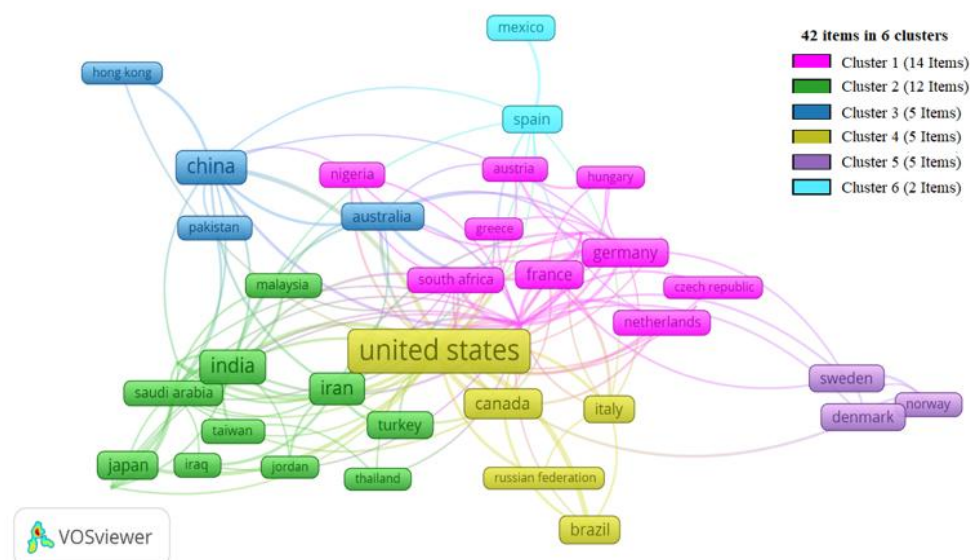 mexico
42 items in 6 clusters
Cluster 1 (14 Items)
Cluster 2 (12 Items)
Cluster 3 (5 Items)
Cluster 4 (5 Items)
Cluster 5 (5 Items)
Cluster 6 (2 Items)
hong kong
spain
china
nigeria
austria
hungary
pakistan
australia
greece
germany
malaysia
south africa
france
czech republic
netherlands
united states
india
saudi arabia
iran
canada
italy
sweden
norway
denmark
taiwan
turkey
japan
iraq
jordan
thailand
russian federation
brazil
VOSviewer